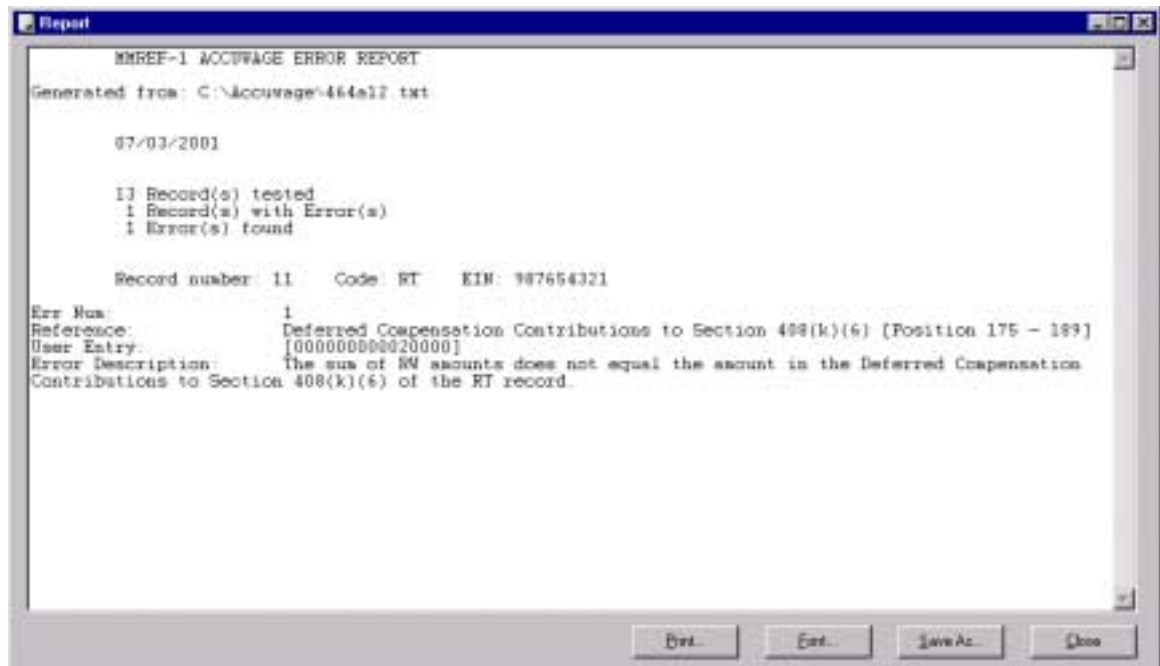 Report
MMREF-1 ACCUWAGE ERROR REPORT
Generated from: C:\Accuwage\464a12.txt
07/03/2001
13 Record(s) tested
1 Record(s) with Error(s)
1 Error(s) found
Record number: 11 Code: RT EIN: 987654321
Err Num: 1
Reference: Deferred Compensation Contributions to Section 408(k)(6) [Position 175 - 189]
User Entry: [000000000020000]
Error Description: The sum of RW amounts does not equal the amount in the Deferred Compensation
Contributions to Section 408(k)(6) of the RT record.
Print... Font... Save As... Close